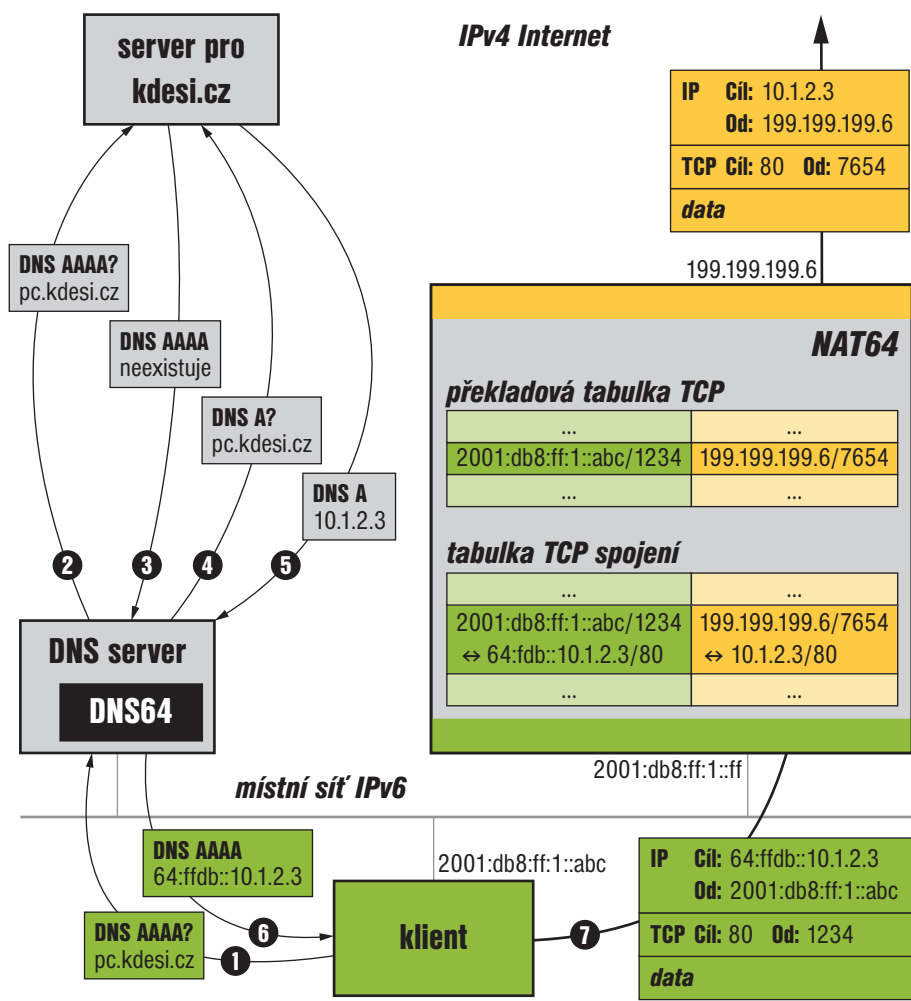 server pro
kdesi.cz
IPv4 Internet
IP Cíl: 10.1.2.3
Od: 199.199.199.6
TCP Cíl: 80 Od: 7654
data
199.199.199.6
DNS AAAA?
pc.kdesi.cz
DNS AAAA
neexistuje
DNS A?
pc.kdesi.cz
DNS A
10.1.2.3
2
3
4
5
NAT64
překladová tabulka TCP
... ...
2001:db8:ff:1::abc/1234 199.199.199.6/7654
... ...
tabulka TCP spojení
... ...
2001:db8:ff:1::abc/1234 199.199.199.6/7654
↔ 64:fdb::10.1.2.3/80 ↔ 10.1.2.3/80
... ...
DNS server
DNS64
místní síť IPv6
2001:db8:ff:1::ff
DNS AAAA
64:ffdb::10.1.2.3
6
DNS AAAA?
pc.kdesi.cz
1
2001:db8:ff:1::abc
klient
7
IP Cíl: 64:ffdb::10.1.2.3
Od: 2001:db8:ff:1::abc
TCP Cíl: 80 Od: 1234
data